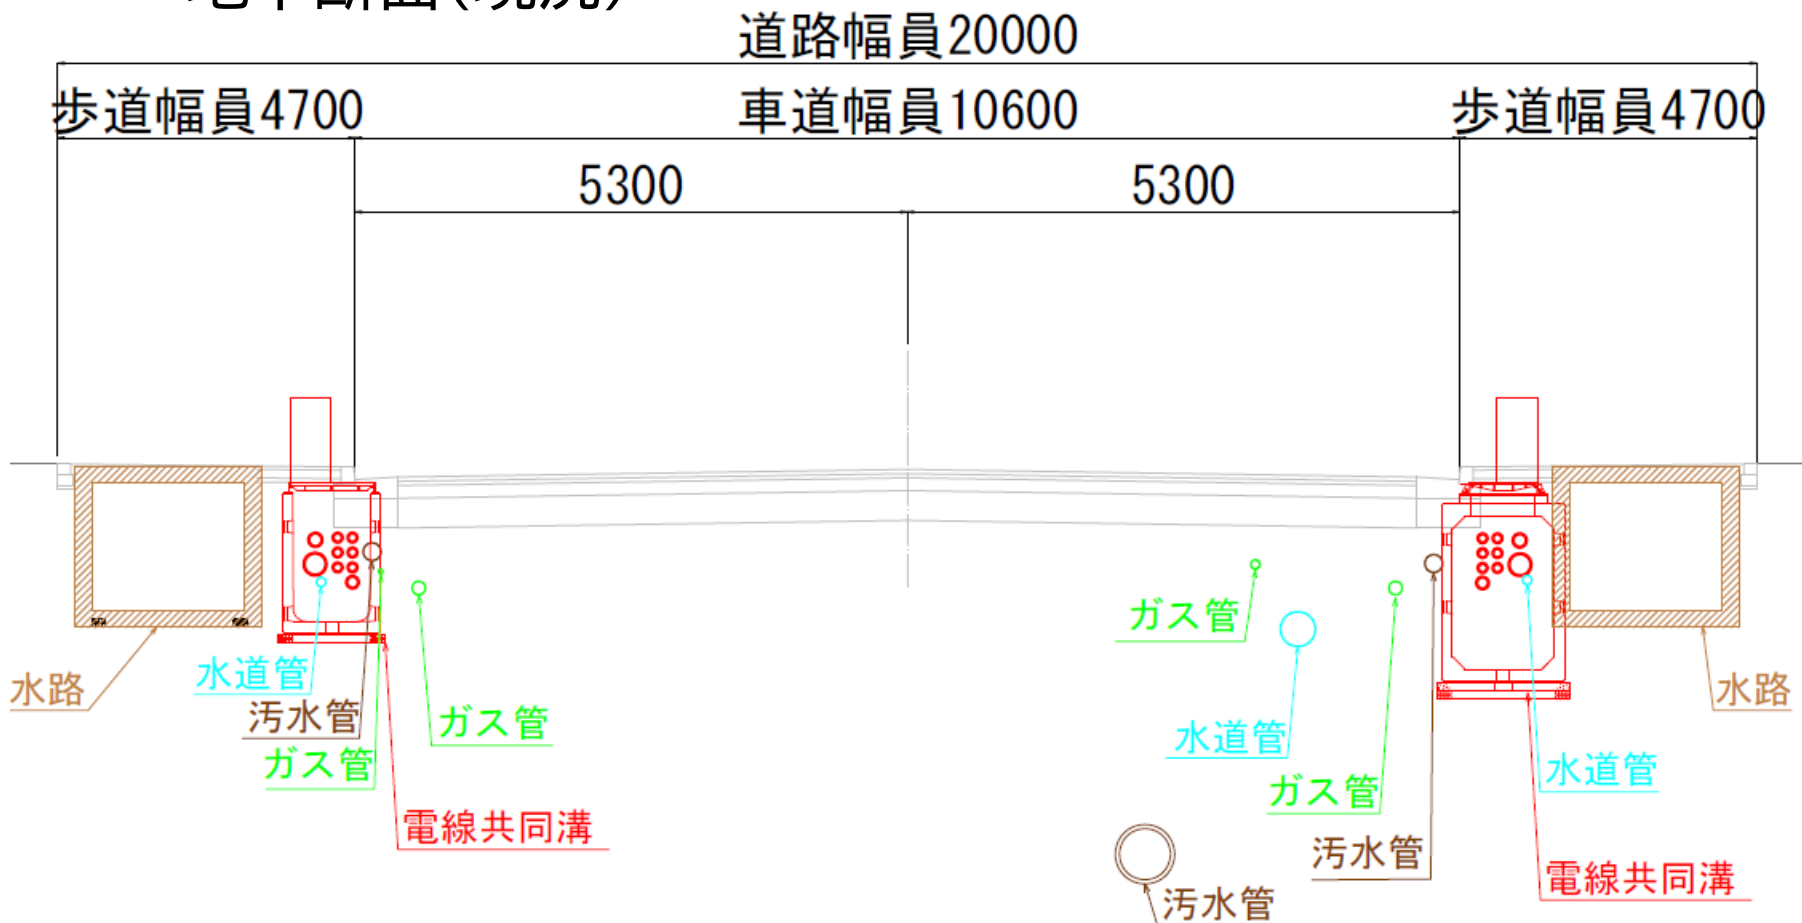 道路幅員20000
歩道幅員4700
車道幅員10600
歩道幅員4700
5300
5300
水路
水道管
汚水管
ガス管
ガス管
電線共同溝
ガス管
水道管
ガス管
汚水管
汚水管
水道管
電線共同溝
水路